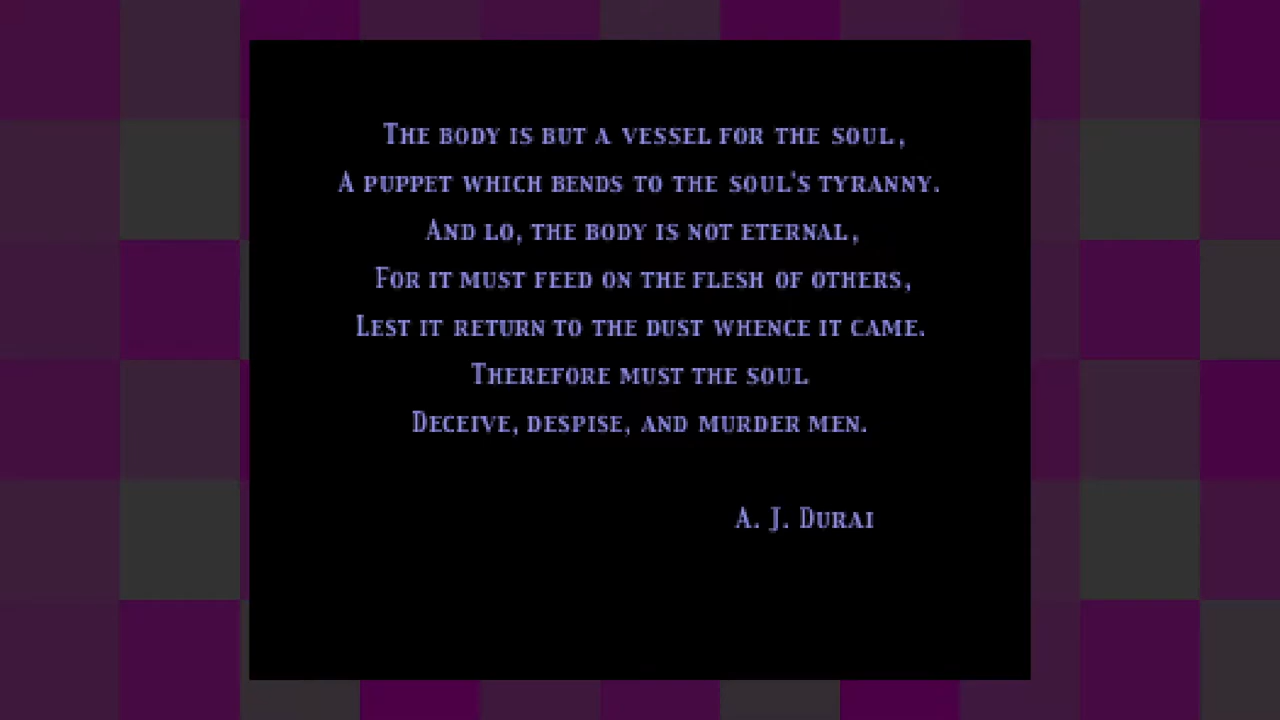 The body is but a vessel for the soul,
A puppet which bends to the soul's tyranny.
And lo, the body is not eternal,
For it must feed on the flesh of others,
Lest it return to the dust whence it came.
Therefore must the soul
Deceive, despise, and murder men.
A. J. Durai